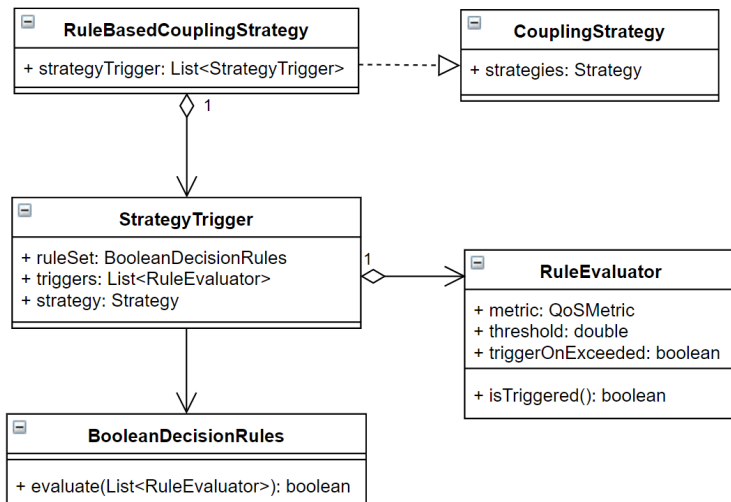 RuleBasedCouplingStrategy
+ strategyTrigger: List<StrategyTrigger>
1
CouplingStrategy
+ strategies: Strategy
StrategyTrigger
+ ruleSet: BooleanDecisionRules
+ triggers: List<RuleEvaluator>
+ strategy: Strategy
1
RuleEvaluator
+ metric: QoSMetric
+ threshold: double
+ triggerOnExceeded: boolean
+ isTriggered(): boolean
BooleanDecisionRules
+ evaluate(List<RuleEvaluator>): boolean